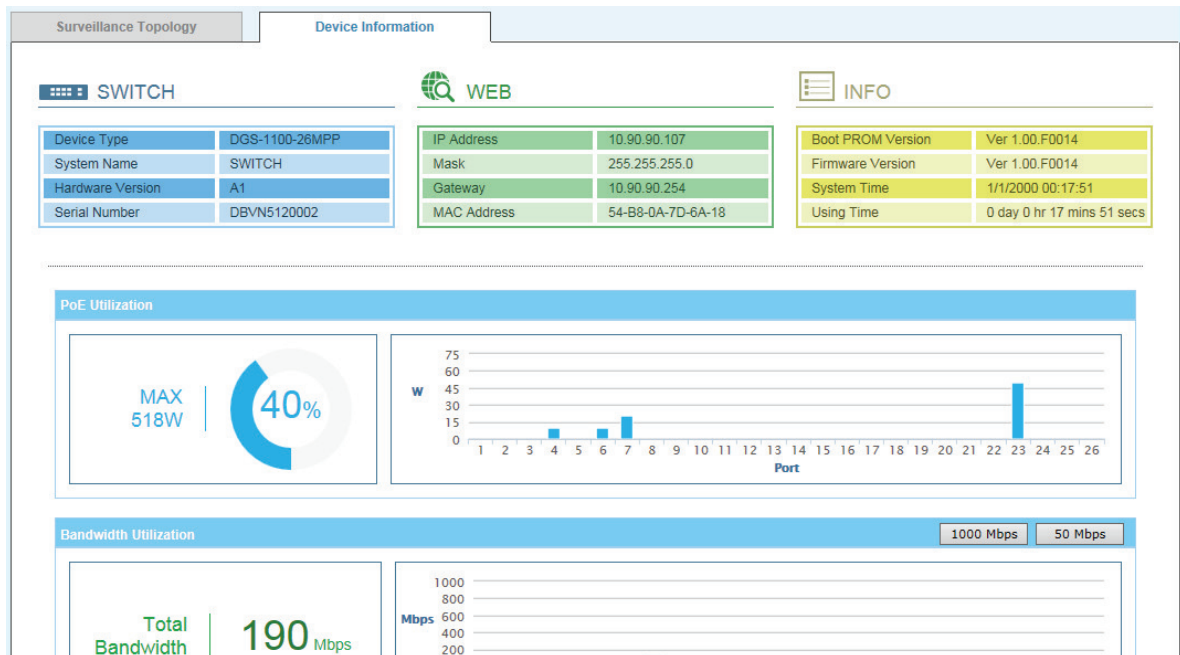 Surveillance Topology
Device Information
SWITCH
Device Type DGS-1100-26MPP
System Name SWITCH
Hardware Version A1
Serial Number DBVN5120002
WEB
IP Address 10.90.90.107
Mask 255.255.255.0
Gateway 10.90.90.254
MAC Address 54-B8-0A-7D-6A-18
INFO
Boot PROM Version Ver 1.00.F0014
Firmware Version Ver 1.00.F0014
System Time 1/1/2000 00:17:51
Using Time 0 day 0 hr 17 mins 51 secs
PoE Utilization
MAX
518W
40%
W
75
60
45
30
15
0
1 2 3 4 5 6 7 8 9 10 11 12 13 14 15 16 17 18 19 20 21 22 23 24 25 26
Port
Bandwidth Utilization
1000 Mbps
50 Mbps
Total
Bandwidth
190 Mbps
Mbps
1000
800
600
400
200